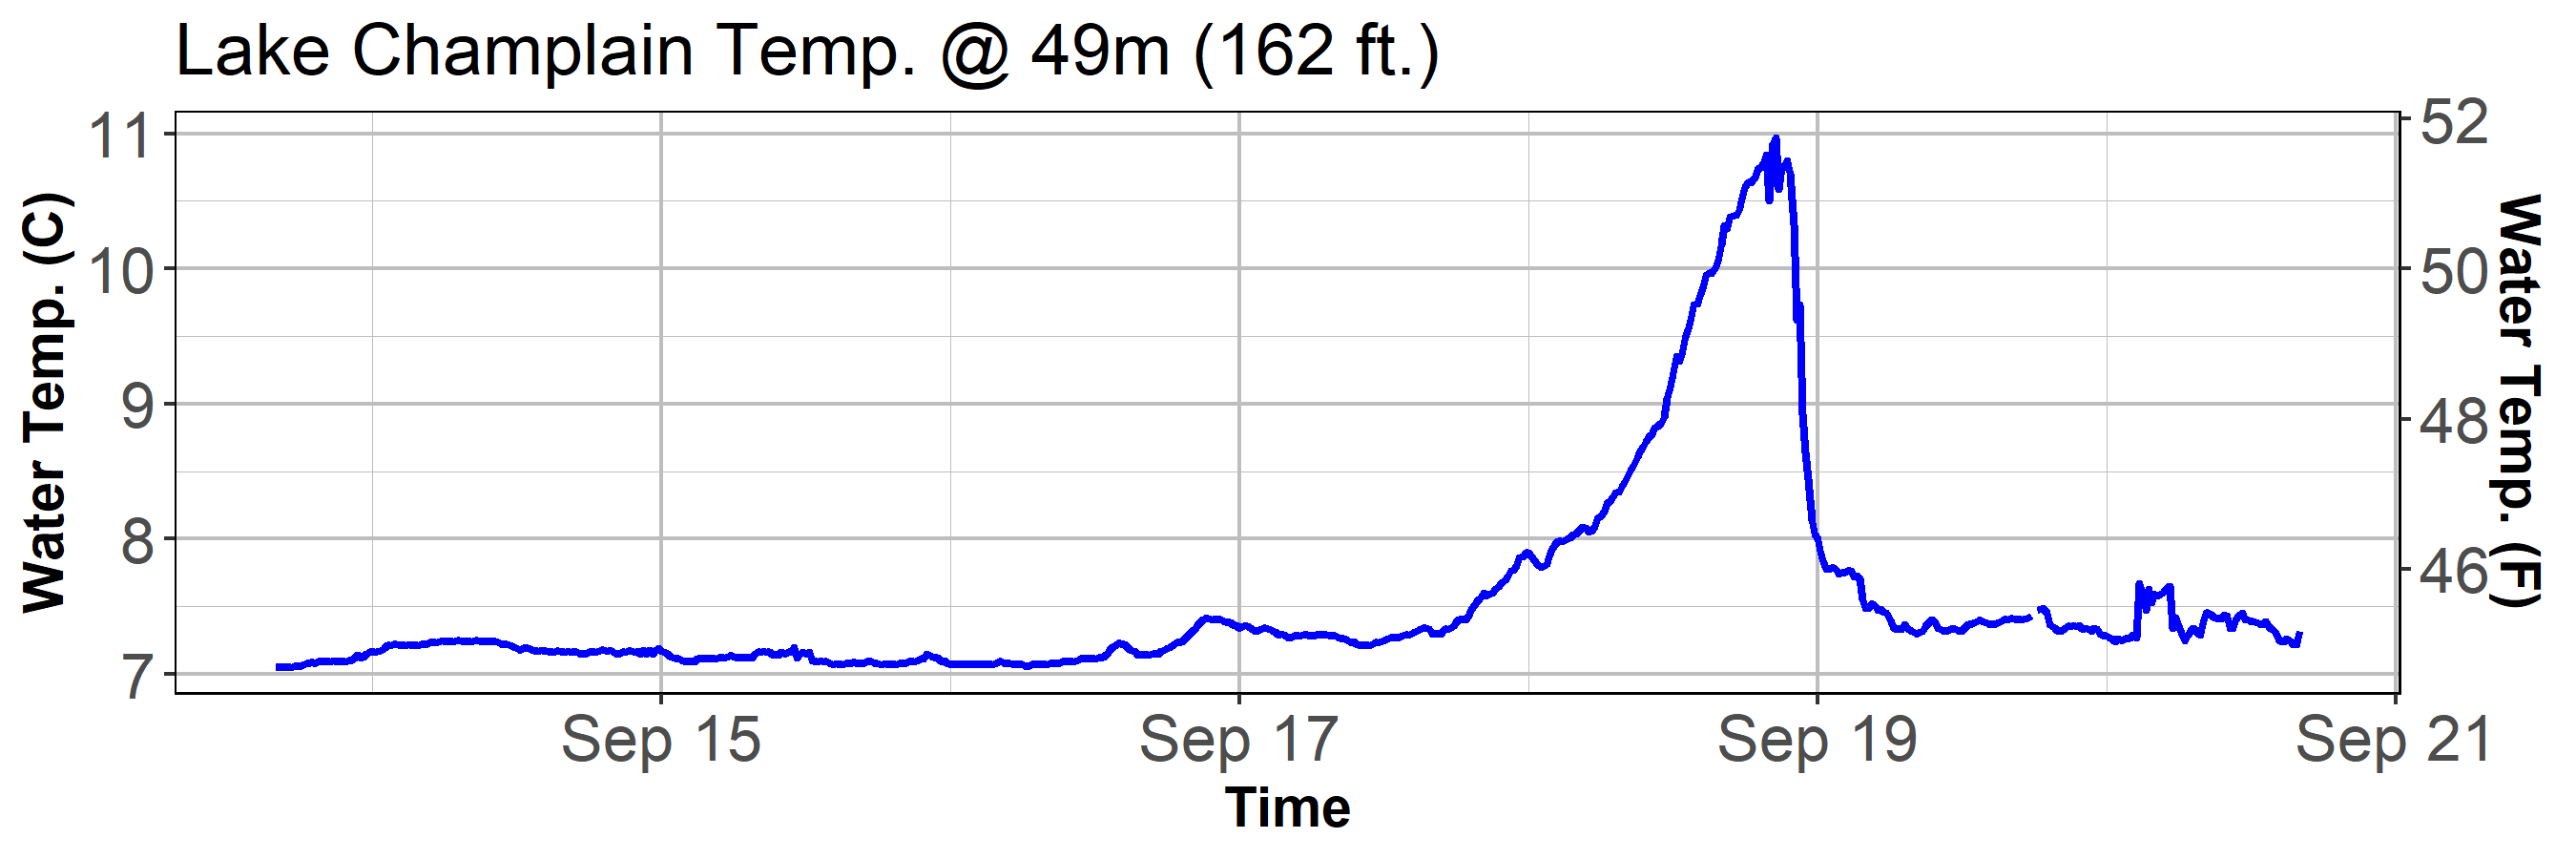 Lake Champlain Temp. @ 49m (162 ft.)
Water Temp. (C)
11
10
9
8
7
52
50
48
46
Water Temp. (F)
Sep 15
Sep 17
Sep 19
Sep 21
Time